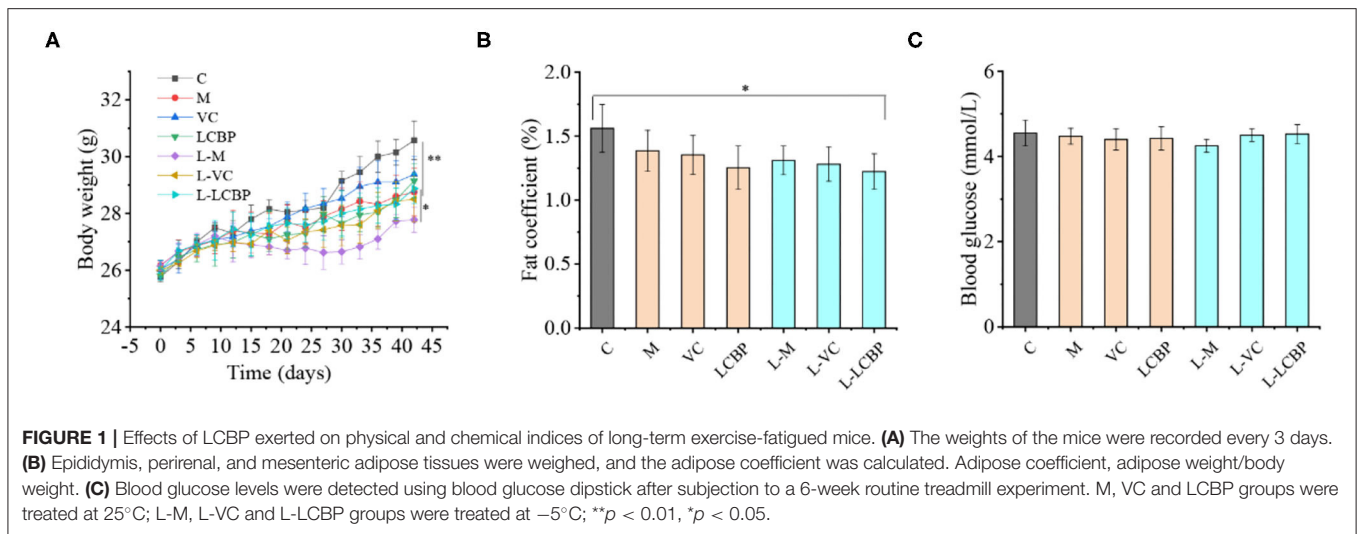 A
B
C
C
M
VC
LCBP
L-M
L-VC
L-LCBP
Body weight (g)
32
30
28
26
24
-5 0 5 10 15 20 25 30 35 40 45
Time (days)
**
*
Fat coefficient (%)
2.0
1.5
1.0
0.5
0.0
*
C M VC LCBP L-M L-VC L-LCBP
Blood glucose (mmol/L)
6
4
2
0
C M VC LCBP L-M L-VC L-LCBP
FIGURE 1 | Effects of LCBP exerted on physical and chemical indices of long-term exercise-fatigued mice. (A) The weights of the mice were recorded every 3 days.
(B) Epididymis, perirenal, and mesenteric adipose tissues were weighed, and the adipose coefficient was calculated. Adipose coefficient, adipose weight/body
weight. (C) Blood glucose levels were detected using blood glucose dipstick after subjection to a 6-week routine treadmill experiment. M, VC and LCBP groups were
treated at 25°C; L-M, L-VC and L-LCBP groups were treated at −5°C; **p < 0.01, *p < 0.05.